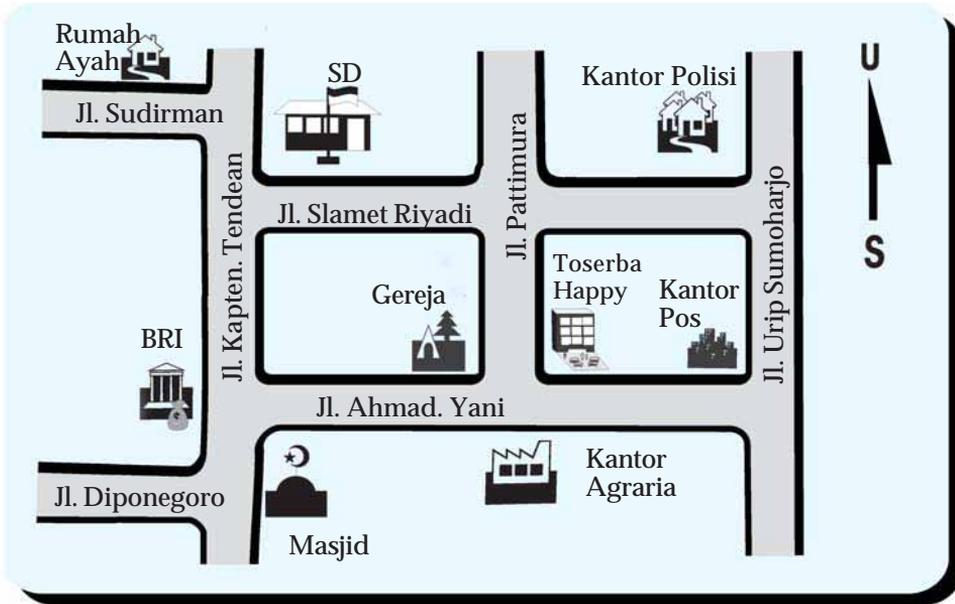 Rumah
Ayah
SD
Kantor Polisi
U
Jl. Sudirman
Jl. Kapten. Tendean
Jl. Slamet Riyadi
Jl. Pattimura
Jl. Urip Sumoharjo
S
Toserba
Happy
Kantor
Pos
Gereja
BRI
Jl. Ahmad. Yani
Jl. Diponegoro
Kantor
Agraria
Masjid